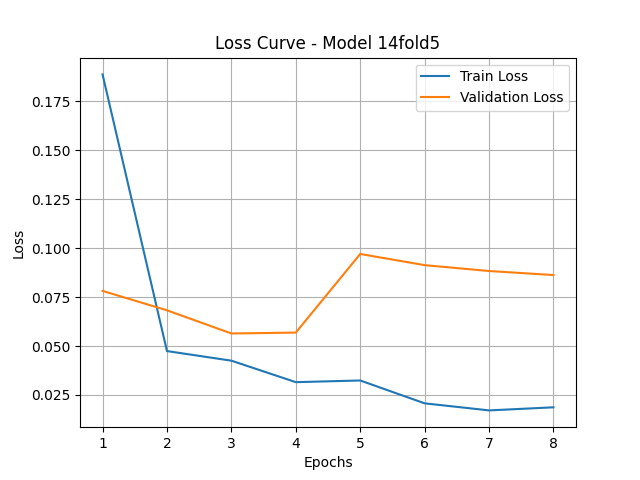 Loss Curve - Model 14fold5
Train Loss
Validation Loss
0.175
0.150
0.125
0.100
0.075
0.050
0.025
Loss
1 2 3 4 5 6 7 8
Epochs